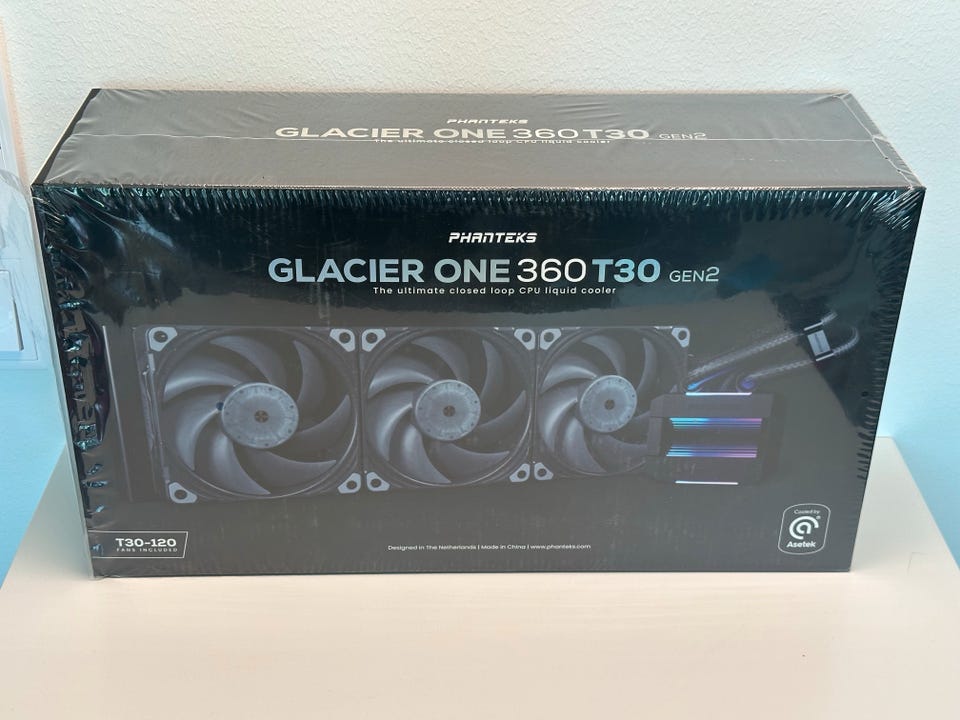 PHANTEKS
GLACIER ONE 360 T30 GEN2
The ultimate closed loop CPU liquid cooler
PHANTEKS
GLACIER ONE 360 T30 GEN2
The ultimate closed loop CPU liquid cooler
T30-120
FANS INCLUDED
Designed in The Netherlands | Made in China | www.phanteks.com
Cooled by
Asetek